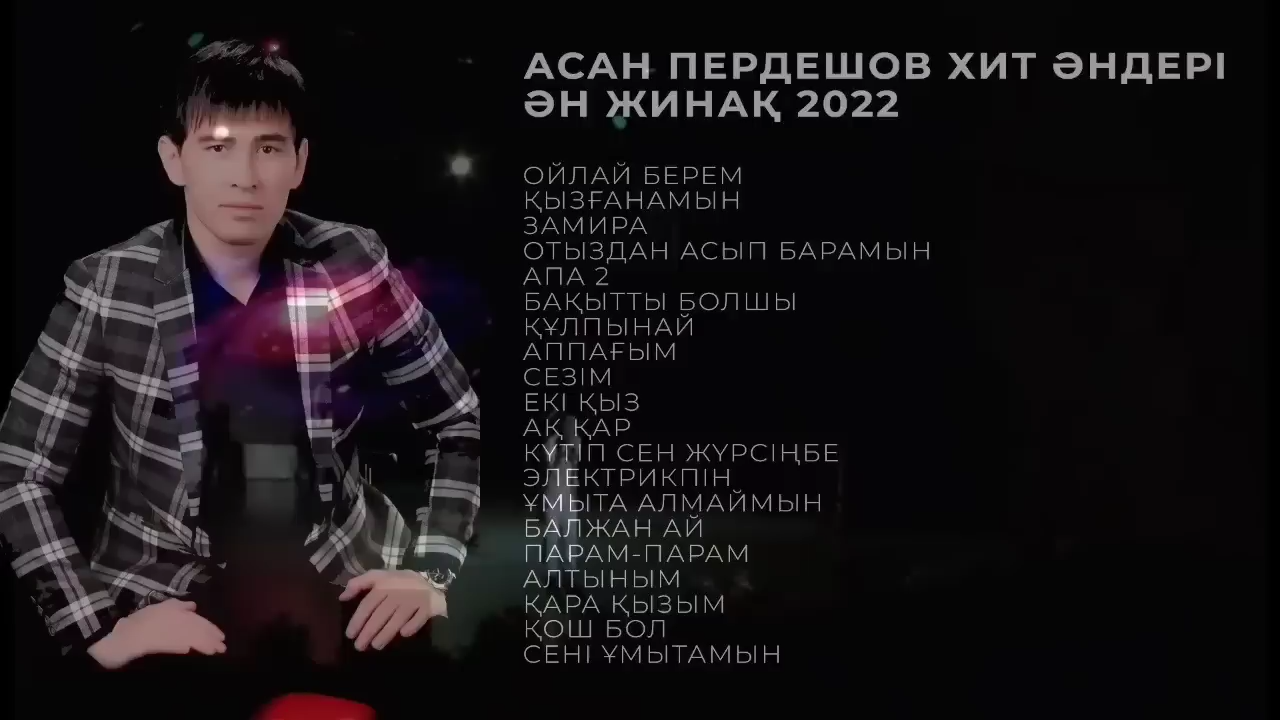 АСАН ПЕРДЕШОВ ХИТ ӘНДЕРІ
ӘН ЖИНАҚ 2022
ОЙЛАЙ БЕРЕМ
ҚЫЗҒАНАМЫН
ЗАМИРА
ОТЫЗДАН АСЫП БАРАМЫН
АПА 2
БАҚЫТТЫ БОЛШЫ
ҚҰЛПЫНАЙ
АППАҒЫМ
СЕЗІМ
ЕКІ ҚЫЗ
АҚ ҚАР
КҮТІП СЕН ЖҮРСІҢБЕ
ЭЛЕКТРИКПІН
ҰМЫТА АЛМАЙМЫН
БАЛЖАН АЙ
ПАРАМ-ПАРАМ
АЛТЫНЫМ
ҚАРА ҚЫЗЫМ
ҚОШ БОЛ
СЕНІ ҰМЫТАМЫН